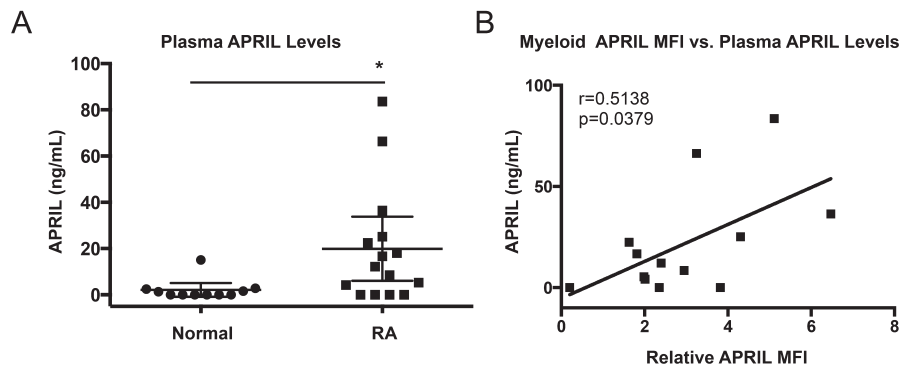 A
Plasma APRIL Levels
*
APRIL (ng/mL)
100
80
60
40
20
0
Normal
RA
B
Myeloid APRIL MFI vs. Plasma APRIL Levels
r=0.5138
p=0.0379
APRIL (ng/mL)
100
50
0
0
2
4
6
8
Relative APRIL MFI